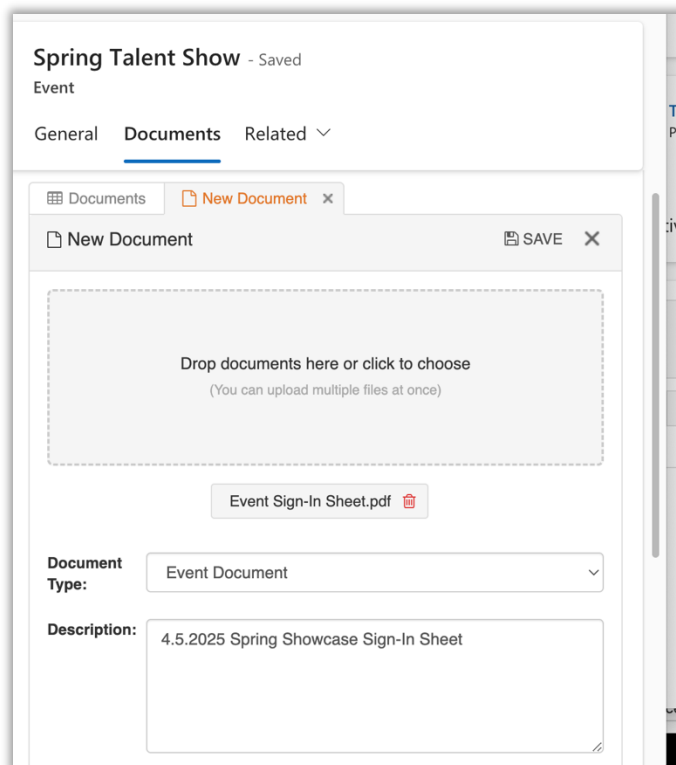 Spring Talent Show - Saved
Event
General Documents Related
Documents New Document
New Document SAVE
Drop documents here or click to choose
(You can upload multiple files at once)
Event Sign-In Sheet.pdf
Document Type: Event Document
Description: 4.5.2025 Spring Showcase Sign-In Sheet